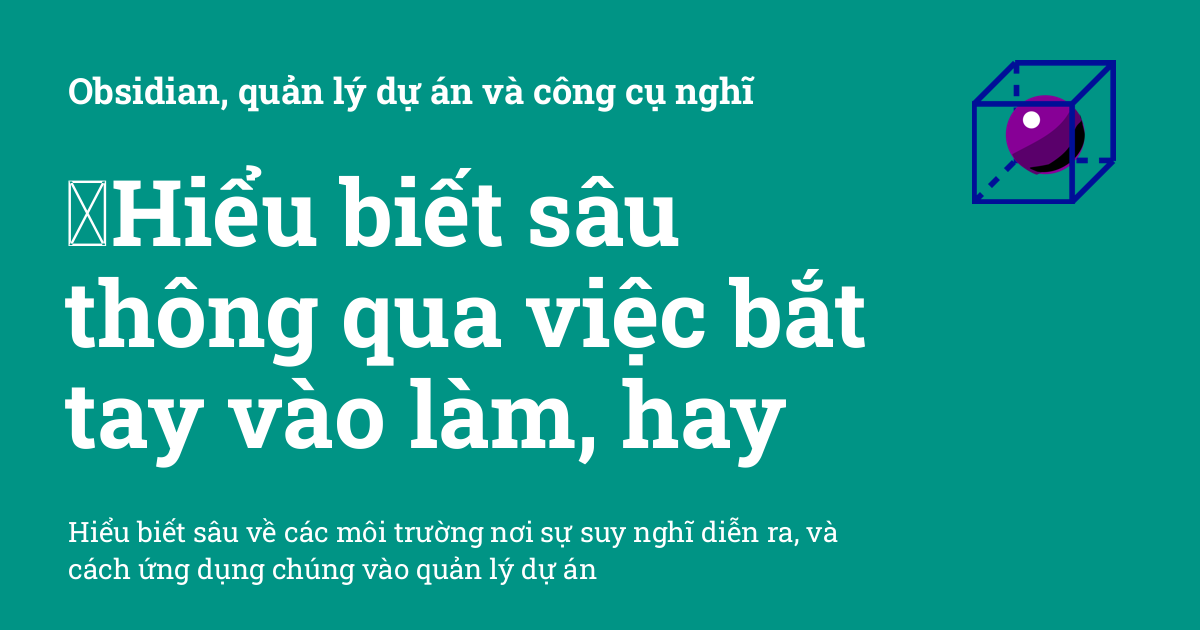 Obsidian, quản lý dự án và công cụ nghĩ
Hiểu biết sâu
thông qua việc bắt
tay vào làm, hay
Hiểu biết sâu về các môi trường nơi sự suy nghĩ diễn ra, và
cách ứng dụng chúng vào quản lý dự án